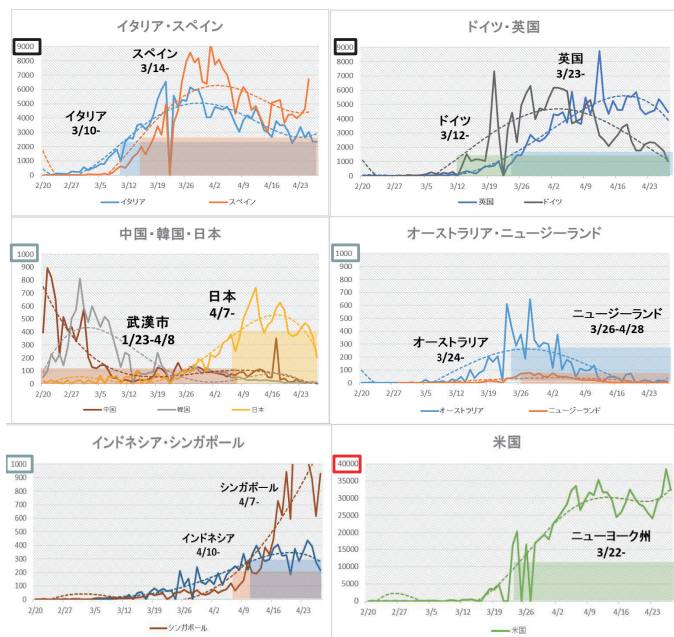 イタリア・スペイン
9000
8000
7000
6000
5000
4000
3000
2000
1000
0
スペイン
3/14-
イタリア
3/10-
2/20 2/27 3/5 3/12 3/19 3/26 4/2 4/9 4/16 4/23
イタリア スペイン
ドイツ・英国
9000
8000
7000
6000
5000
4000
3000
2000
1000
0
英国
3/23-
ドイツ
3/12-
2/20 2/27 3/5 3/12 3/19 3/26 4/2 4/9 4/16 4/23
英国 ドイツ
中国・韓国・日本
1000
900
800
700
600
500
400
300
200
100
0
武漢市
1/23-4/8
日本
4/7-
2/20 2/27 3/5 3/12 3/19 3/26 4/2 4/9 4/16 4/23
中国 韓国 日本
オーストラリア・ニュージーランド
1000
900
800
700
600
500
400
300
200
100
0
ニュージーランド
3/26-4/28
オーストラリア
3/24-
2/20 2/27 3/5 3/12 3/19 3/26 4/2 4/9 4/16 4/23
オーストラリア ニュージーランド
インドネシア・シンガポール
1000
900
800
700
600
500
400
300
200
100
0
シンガポール
4/7-
インドネシア
4/10-
2/20 2/27 3/5 3/12 3/19 3/26 4/2 4/9 4/16 4/23
シンガポール
米国
40000
35000
30000
25000
20000
15000
10000
5000
0
ニューヨーク州
3/22-
2/20 2/27 3/5 3/12 3/19 3/26 4/2 4/9 4/16 4/23
米国